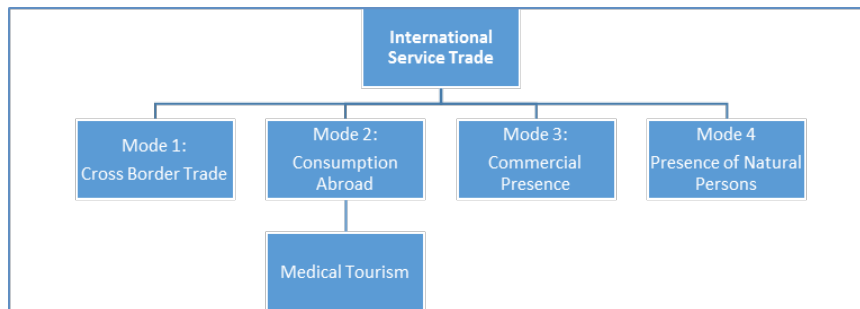 International
Service Trade
Mode 1:
Cross Border Trade
Mode 2:
Consumption
Abroad
Mode 3:
Commercial
Presence
Mode 4
Presence of Natural
Persons
Medical Tourism